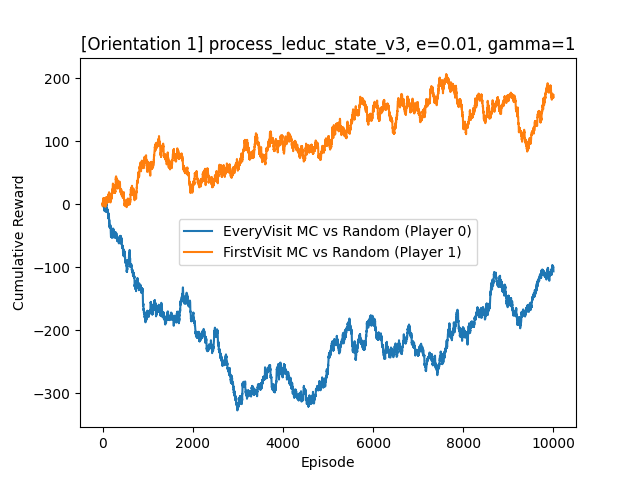 [Orientation 1] process_leduc_state_v3, e=0.01, gamma=1
200
100
0
−100
−200
−300
Cumulative Reward
EveryVisit MC vs Random (Player 0)
FirstVisit MC vs Random (Player 1)
0
2000
4000
6000
8000
10000
Episode